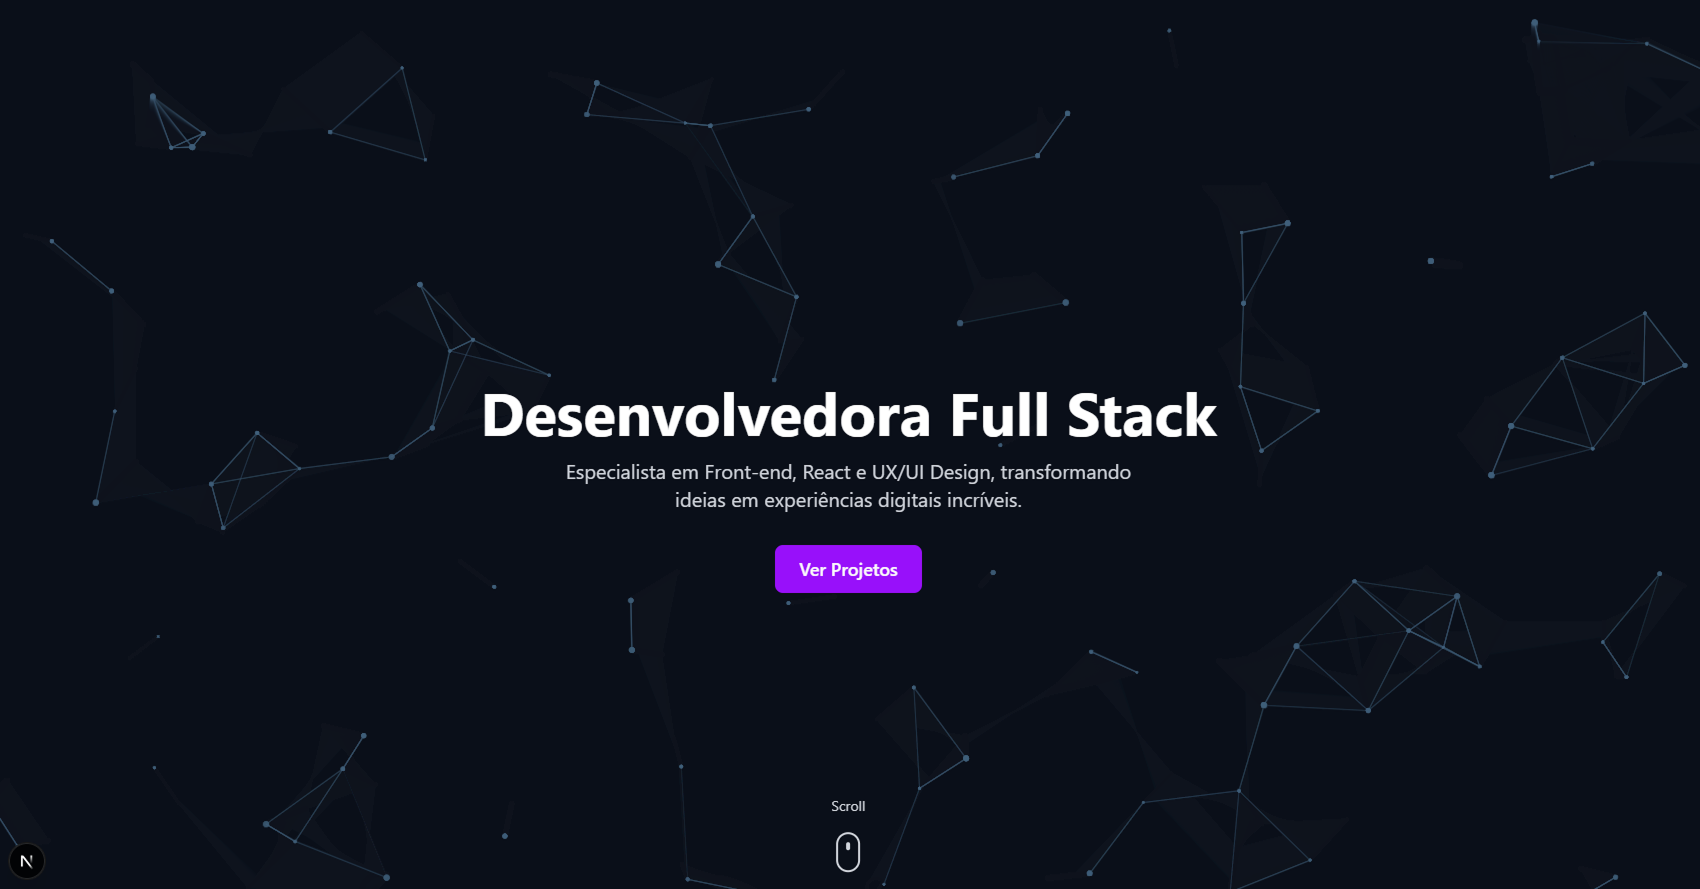 Desenvolvedora Full Stack
Especialista em Front-end, React e UX/UI Design, transformando
ideias em experiências digitais incríveis.
Ver Projetos
Scroll
N